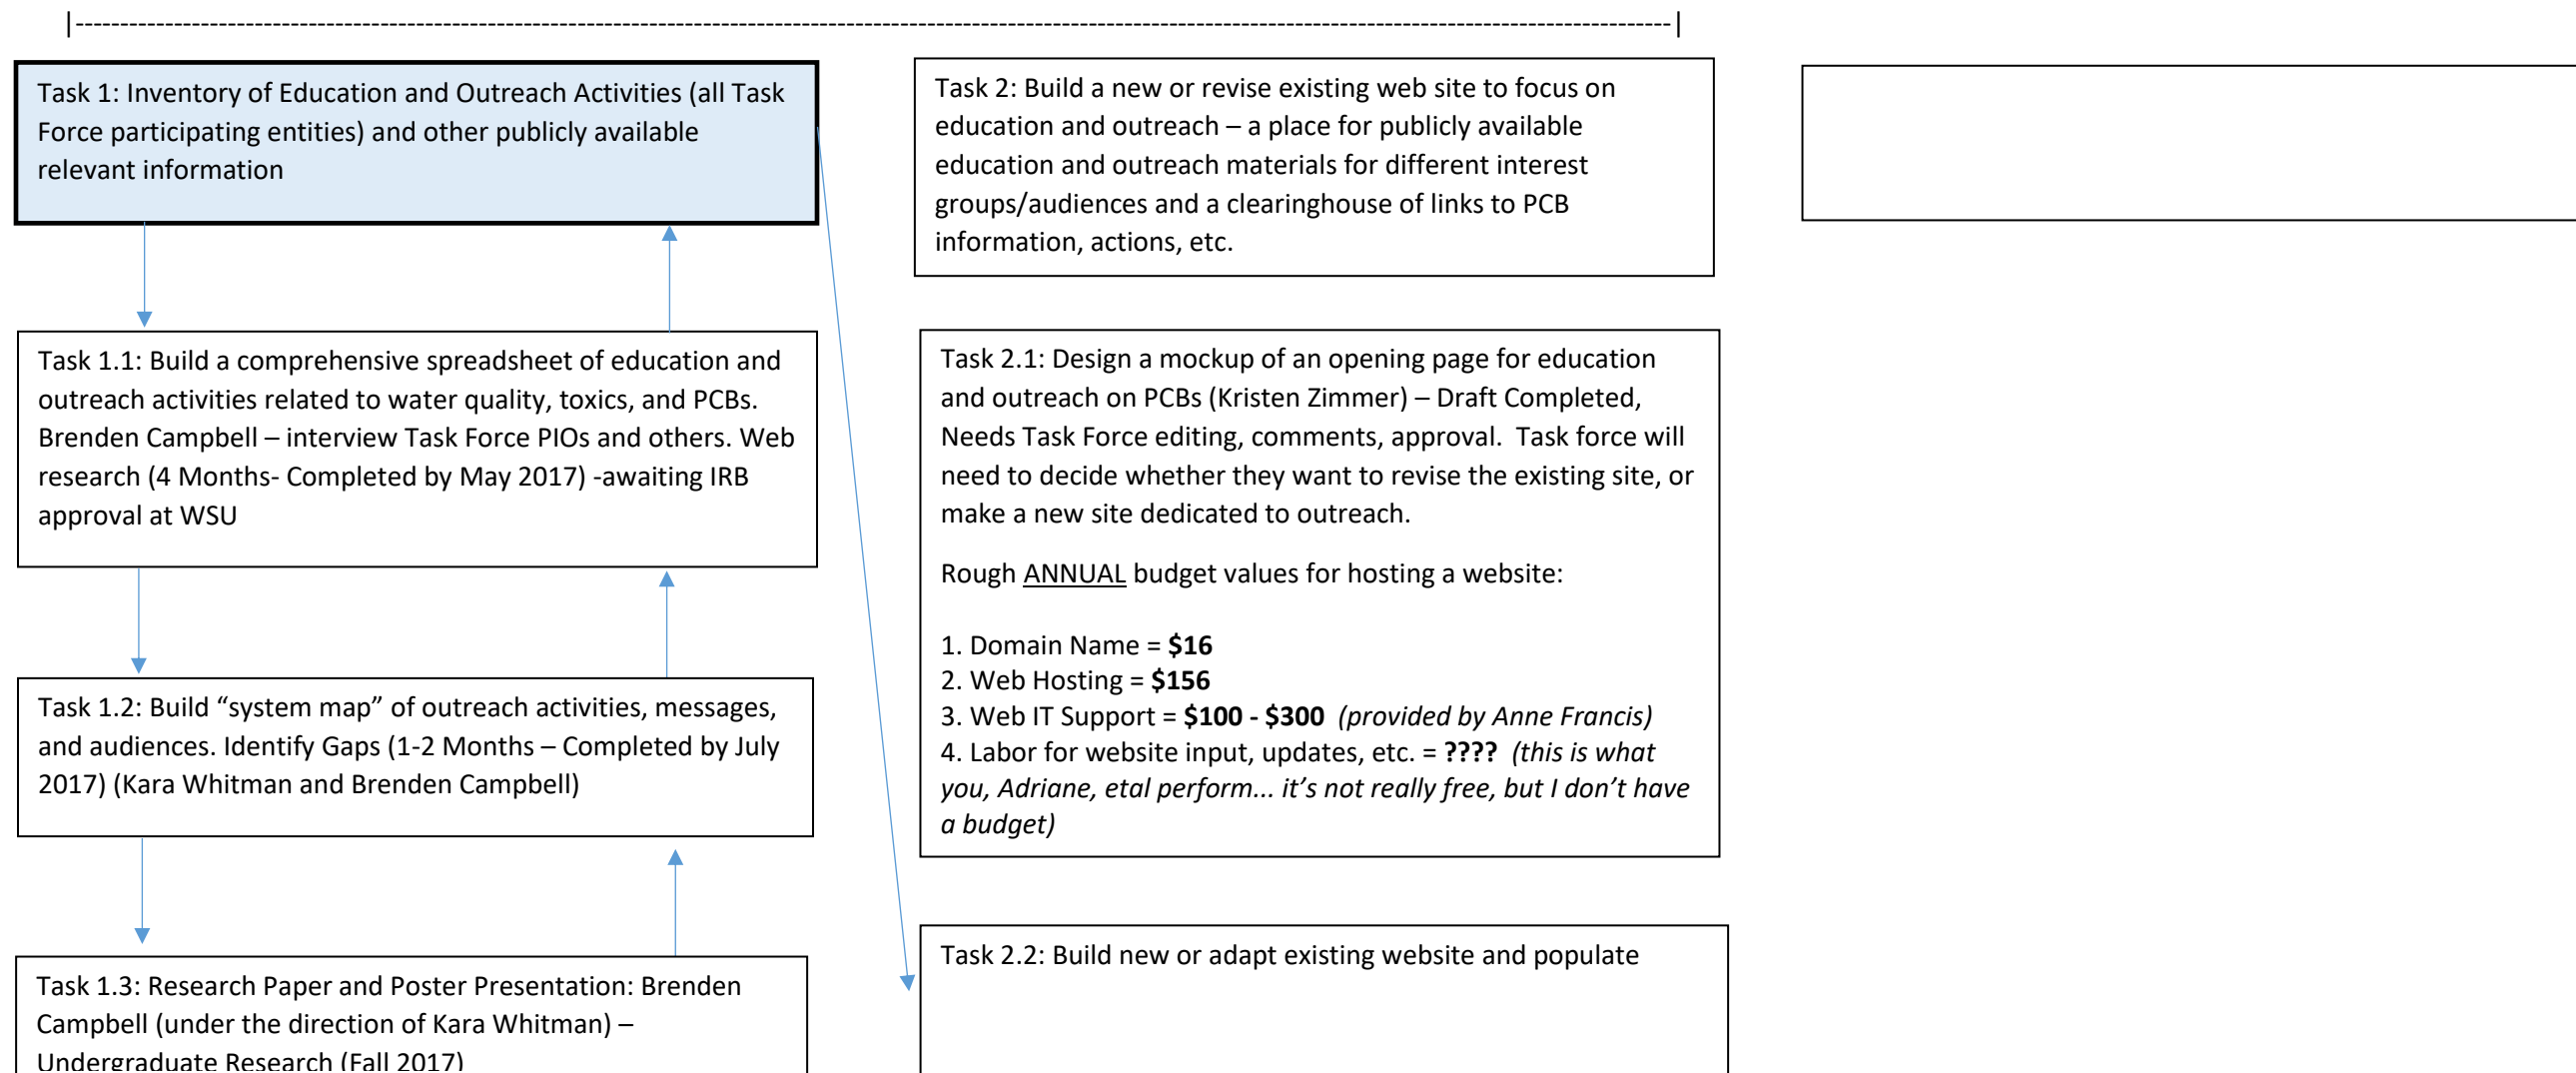 |---------------------------------------------------------------------------------------------------------------------------------------------------------|
Task 1: Inventory of Education and Outreach Activities (all Task
Force participating entities) and other publicly available
relevant information
Task 1.1: Build a comprehensive spreadsheet of education and
outreach activities related to water quality, toxics, and PCBs.
Brenden Campbell – interview Task Force PIOs and others. Web
research (4 Months- Completed by May 2017) -awaiting IRB
approval at WSU
Task 1.2: Build “system map” of outreach activities, messages,
and audiences. Identify Gaps (1-2 Months – Completed by July
2017) (Kara Whitman and Brenden Campbell)
Task 1.3: Research Paper and Poster Presentation: Brenden
Campbell (under the direction of Kara Whitman) –
Undergraduate Research (Fall 2017)
Task 2: Build a new or revise existing web site to focus on
education and outreach – a place for publicly available
education and outreach materials for different interest
groups/audiences and a clearinghouse of links to PCB
information, actions, etc.
Task 2.1: Design a mockup of an opening page for education
and outreach on PCBs (Kristen Zimmer) – Draft Completed,
Needs Task Force editing, comments, approval.  Task force will
need to decide whether they want to revise the existing site, or
make a new site dedicated to outreach.
Rough ANNUAL budget values for hosting a website:
1. Domain Name = $16
2. Web Hosting = $156
3. Web IT Support = $100 - $300  (provided by Anne Francis)
4. Labor for website input, updates, etc. = ????  (this is what
you, Adriane, etal perform... it’s not really free, but I don’t have
a budget)
Task 2.2: Build new or adapt existing website and populate